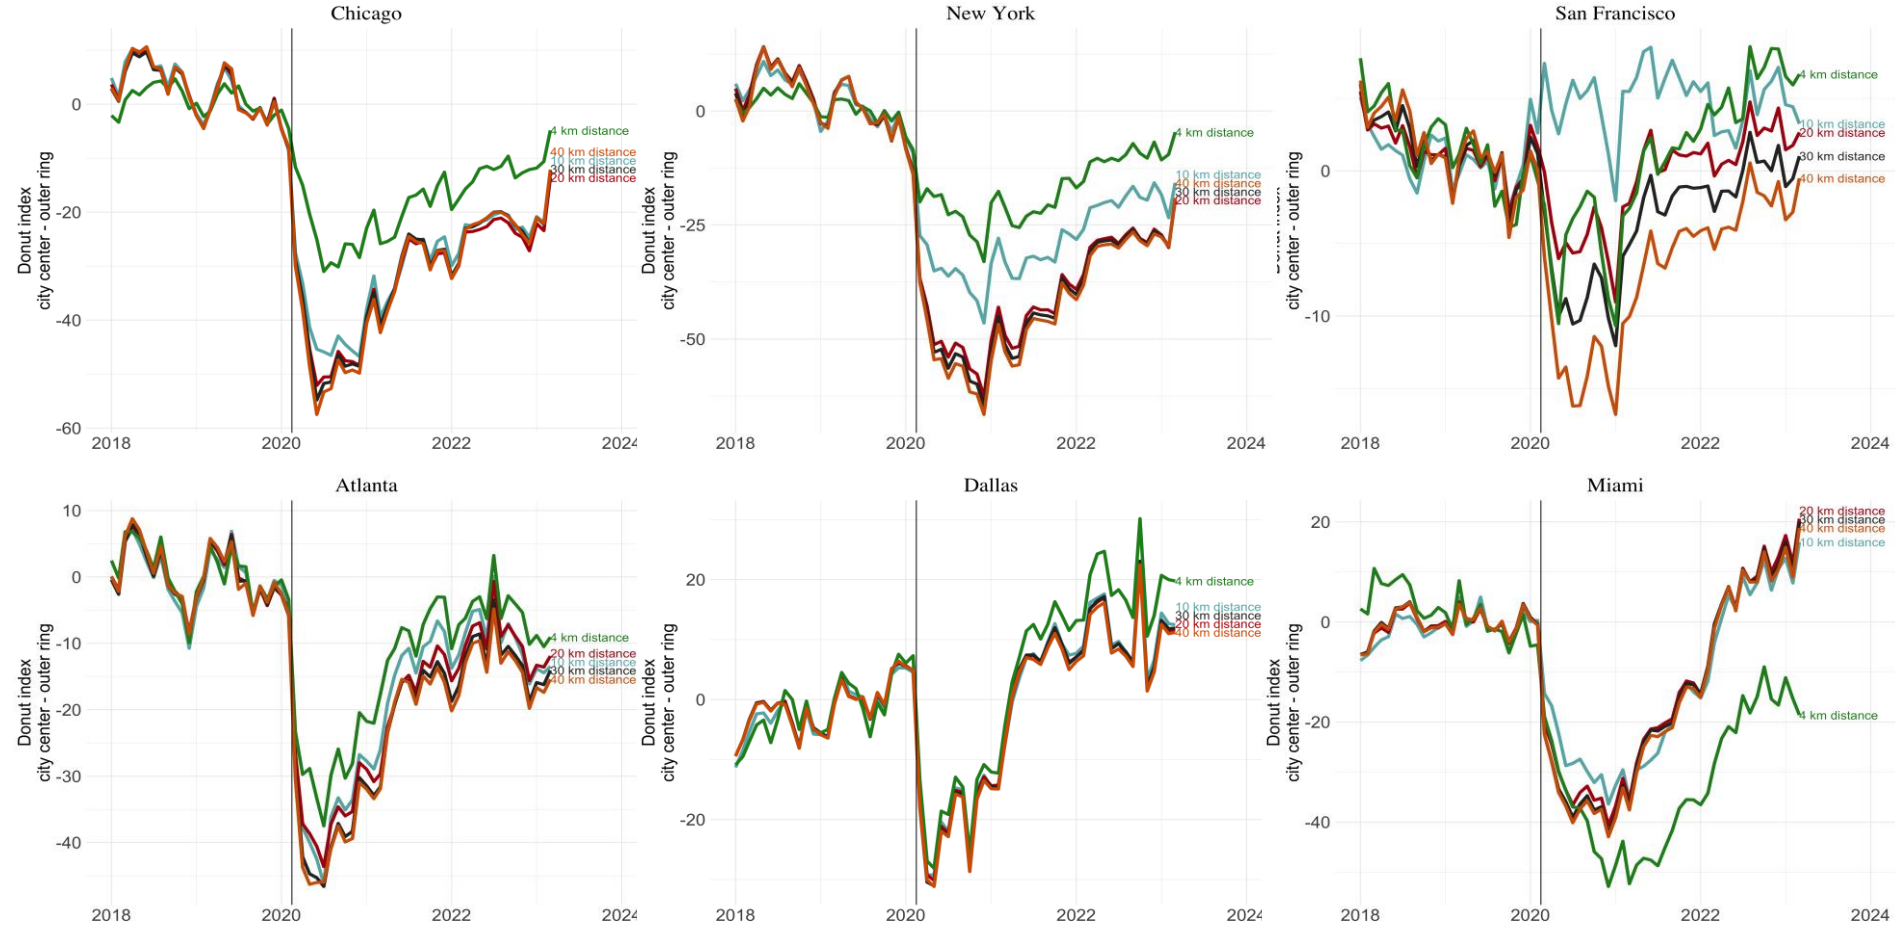 Chicago
New York
San Francisco
Donut index
city center - outer ring
0
-20
-40
-60
2018
2020
2022
2024
4 km distance
40 km distance
10 km distance
30 km distance
20 km distance
Donut index
city center - outer ring
0
-25
-50
2018
2020
2022
2024
4 km distance
10 km distance
40 km distance
30 km distance
20 km distance
Donut index
city center - outer ring
0
-10
2018
2020
2022
2024
4 km distance
10 km distance
20 km distance
30 km distance
40 km distance
Atlanta
Dallas
Miami
Donut index
city center - outer ring
10
0
-10
-20
-30
-40
2018
2020
2022
2024
4 km distance
20 km distance
10 km distance
30 km distance
40 km distance
Donut index
city center - outer ring
20
0
-20
2018
2020
2022
2024
4 km distance
10 km distance
30 km distance
20 km distance
40 km distance
Donut index
city center - outer ring
20
0
-20
-40
2018
2020
2022
2024
20 km distance
30 km distance
40 km distance
10 km distance
4 km distance